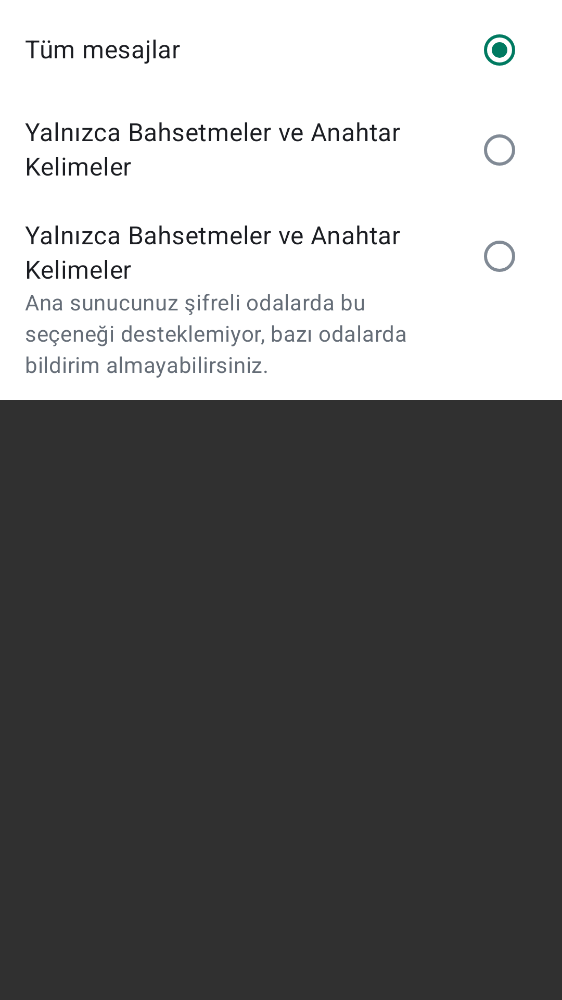 Tüm mesajlar
Yalnızca Bahsetmeler ve Anahtar
Kelimeler
Yalnızca Bahsetmeler ve Anahtar
Kelimeler
Ana sunucunuz şifreli odalarda bu
seçeneği desteklemiyor, bazı odalarda
bildirim almayabilirsiniz.